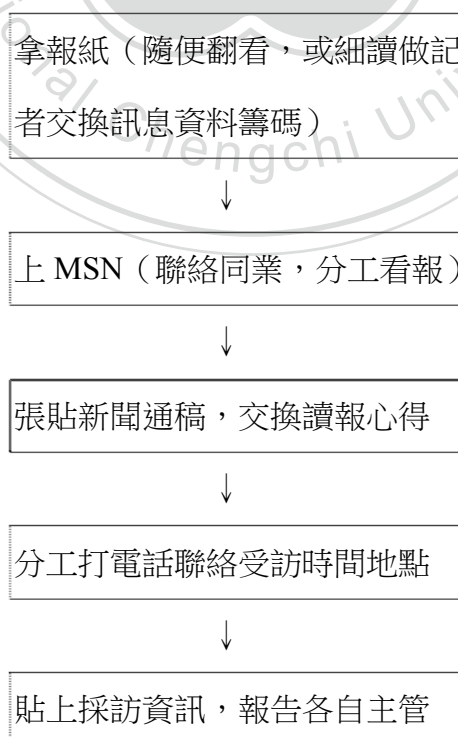 拿報紙（隨便翻看，或細讀做記
者交換訊息資料籌碼）
↓
上 MSN（聯絡同業，分工看報）
↓
張貼新聞通稿，交換讀報心得
↓
分工打電話聯絡受訪時間地點
↓
貼上採訪資訊，報告各自主管
onal Chengchi Uni